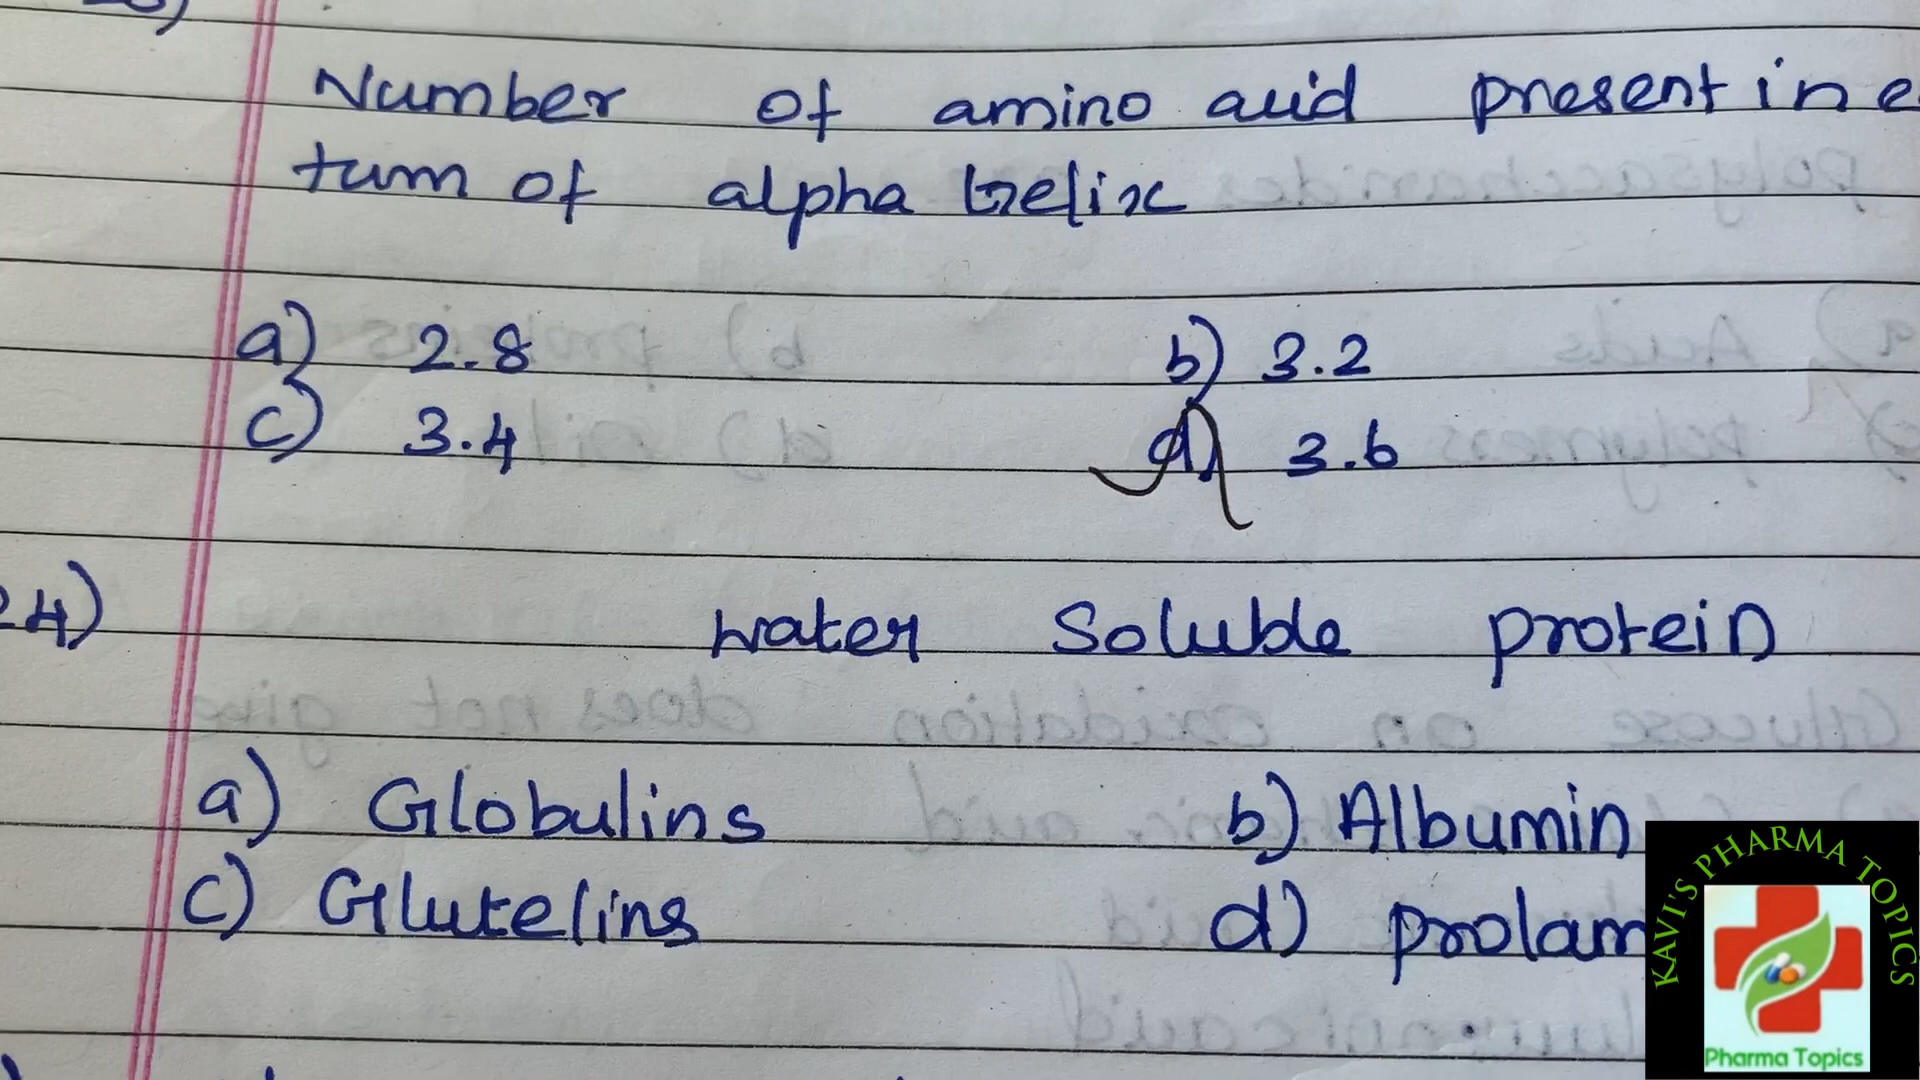 Number of amino acid present in e
turn of alpha helix
a) 2.8 b) 3.2
c) 3.4 d) 3.6
24) water soluble protein
a) Globulins b) Albumin
c) Glutelins d) prolam
KAVI'S PHARMA TOPICS
Pharma Topics